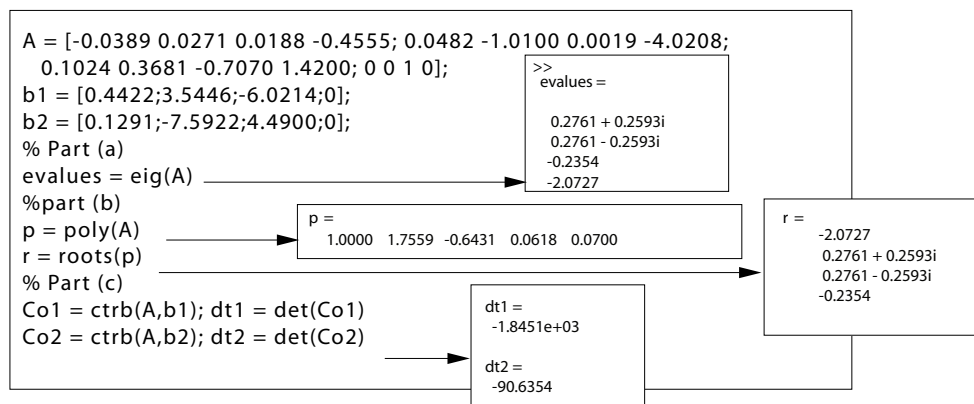 A = [-0.0389 0.0271 0.0188 -0.4555; 0.0482 -1.0100 0.0019 -4.0208;
0.1024 0.3681 -0.7070 1.4200; 0 0 1 0];
b1 = [0.4422;3.5446;-6.0214;0];
b2 = [0.1291;-7.5922;4.4900;0];
% Part (a)
evalues = eig(A)
>>
evalues =
0.2761 + 0.2593i
0.2761 - 0.2593i
-0.2354
-2.0727
%part (b)
p = poly(A)
p =
1.0000 1.7559 -0.6431 0.0618 0.0700
r = roots(p)
r =
-2.0727
0.2761 + 0.2593i
0.2761 - 0.2593i
-0.2354
% Part (c)
Co1 = ctrb(A,b1); dt1 = det(Co1)
Co2 = ctrb(A,b2); dt2 = det(Co2)
dt1 =
-1.8451e+03
dt2 =
-90.6354